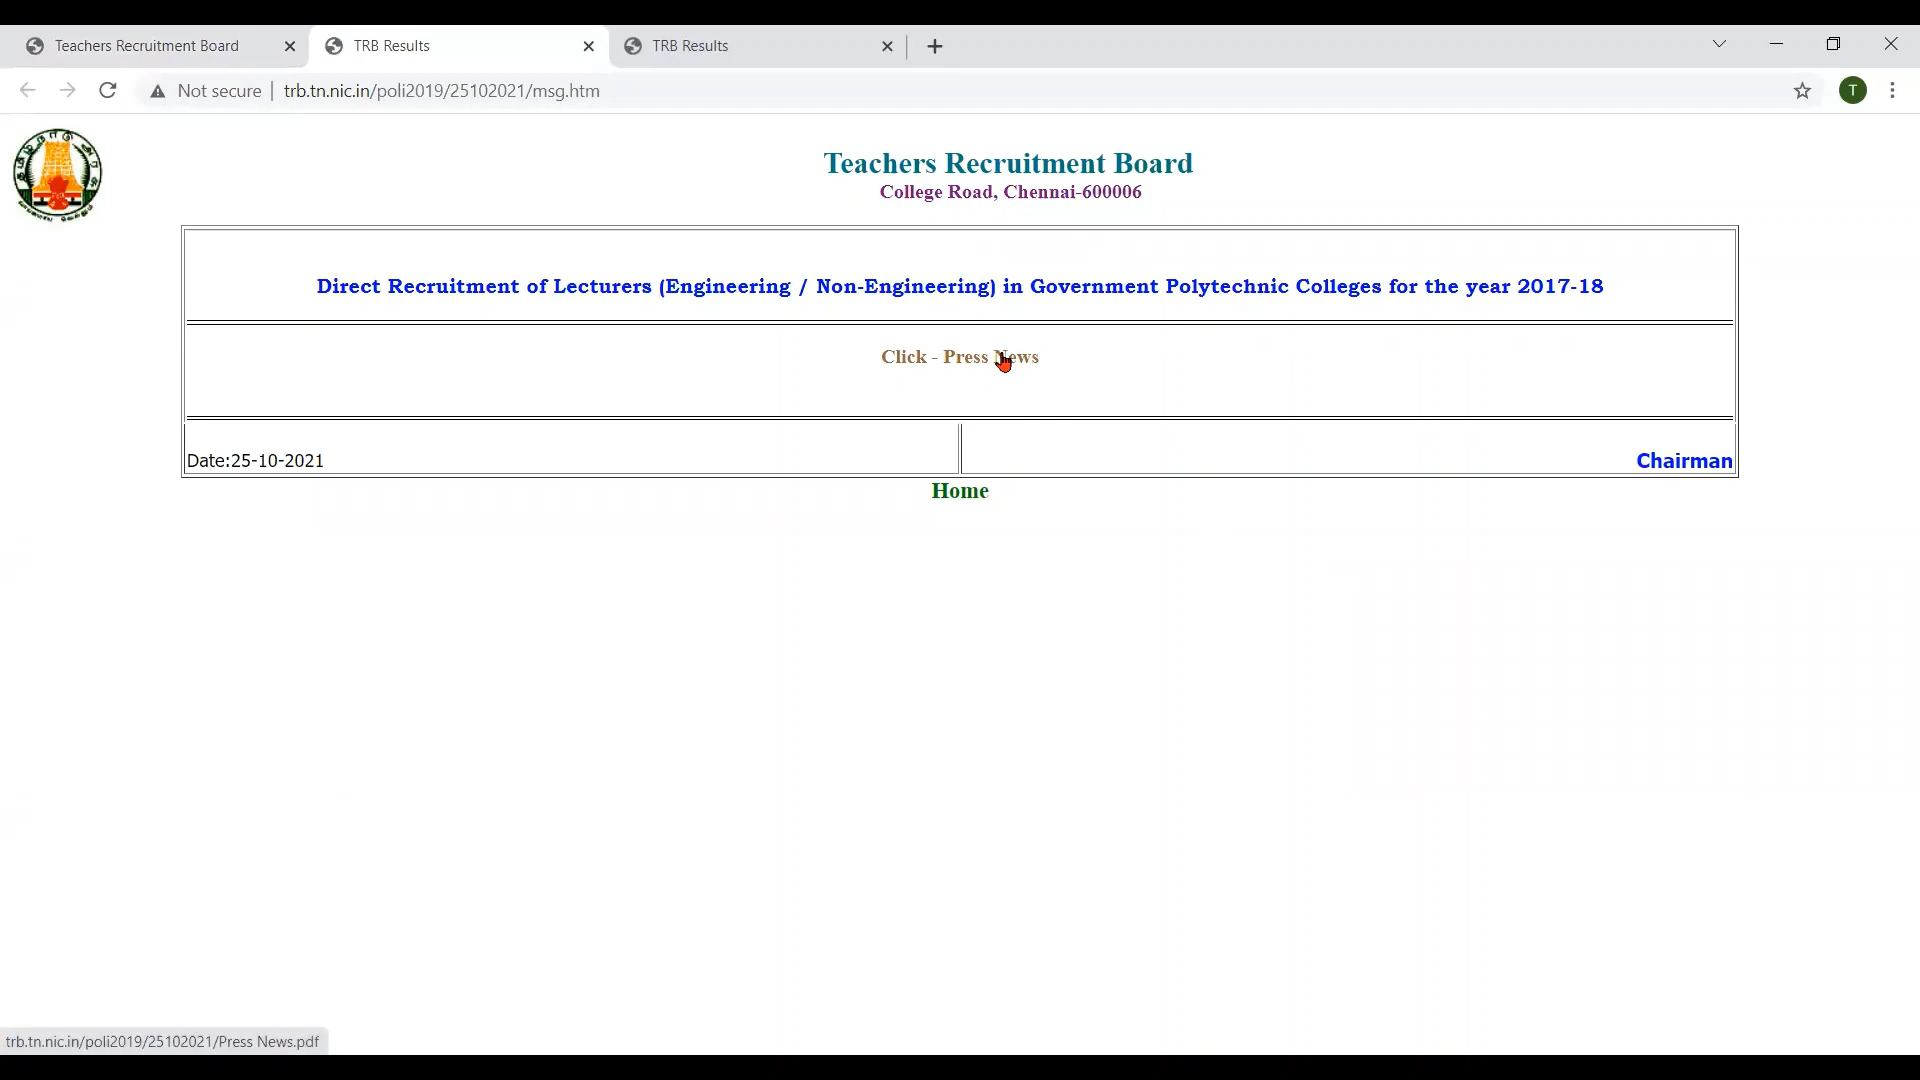 Teachers Recruitment Board
TRB Results
TRB Results
Not secure
trb.tn.nic.in/poli2019/25102021/msg.htm
T
Teachers Recruitment Board
College Road, Chennai-600006
Direct Recruitment of Lecturers (Engineering / Non-Engineering) in Government Polytechnic Colleges for the year 2017-18
Click - Press News
Date:25-10-2021
Chairman
Home
trb.tn.nic.in/poli2019/25102021/Press News.pdf